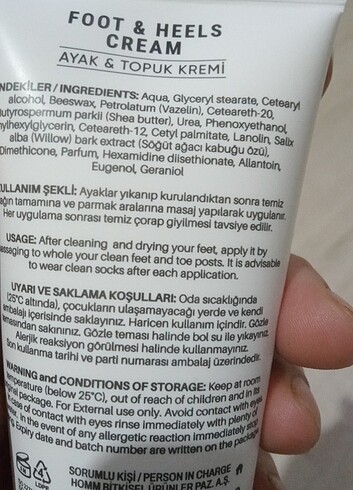 FOOT & HEELS
CREAM
AYAK & TOPUK KREMİ
NDEKİLER / INGREDIENTS: Aqua, Glyceryl stearate, Cetearyl
alcohol, Beeswax, Petrolatum (Vazelin), Ceteareth-20,
Butyrospermum parkii (Shea butter), Urea, Phenoxyethanol,
ylhexylglycerin, Ceteareth-12, Cetyl palmitate, Lanolin, Salix
alba (Willow) bark extract (Söğüt ağacı kabuğu özü),
Dimethicone, Parfum, Hexamidine diisethionate, Allantoin,
Eugenol, Geraniol
KULLANIM ŞEKLİ: Ayaklar yıkanıp kurulandıktan sonra temiz
ağın tamamına ve parmak aralarına masaj yapılarak uygulanır.
Her uygulama sonrası temiz çorap giyilmesi tavsiye edilir.
USAGE: After cleaning and drying your feet, apply it by
massaging to whole your clean feet and toe posts. It is advisable
to wear clean socks after each application.
UYARI VE SAKLAMA KOŞULLARI: Oda sıcaklığında
(25°C altında), çocukların ulaşamayacağı yerde ve kendi
ambalajı içerisinde saklayınız. Haricen kullanım içindir. Gözle
temasından sakınınız. Gözle teması halinde bol su ile yıkayınız.
Alerjik reaksiyon görülmesi halinde kullanmayınız.
Son kullanma tarihi ve parti numarası ambalaj üzerindedir.
WARNING and CONDITIONS OF STORAGE: Keep at room
temperature (below 25°C), out of reach of children and in its
package. For External use only. Avoid contact with eyes
case of contact with eyes rinse immediately with plenty of
water. In the event of any allergic reaction immediately stop
Expiry date and batch number are written on the package
LDPE
SORUMLU KİŞİ / PERSON IN CHARGE
HOMM BİTKİSEL ÜRÜNLER PAZ. A.Ş.